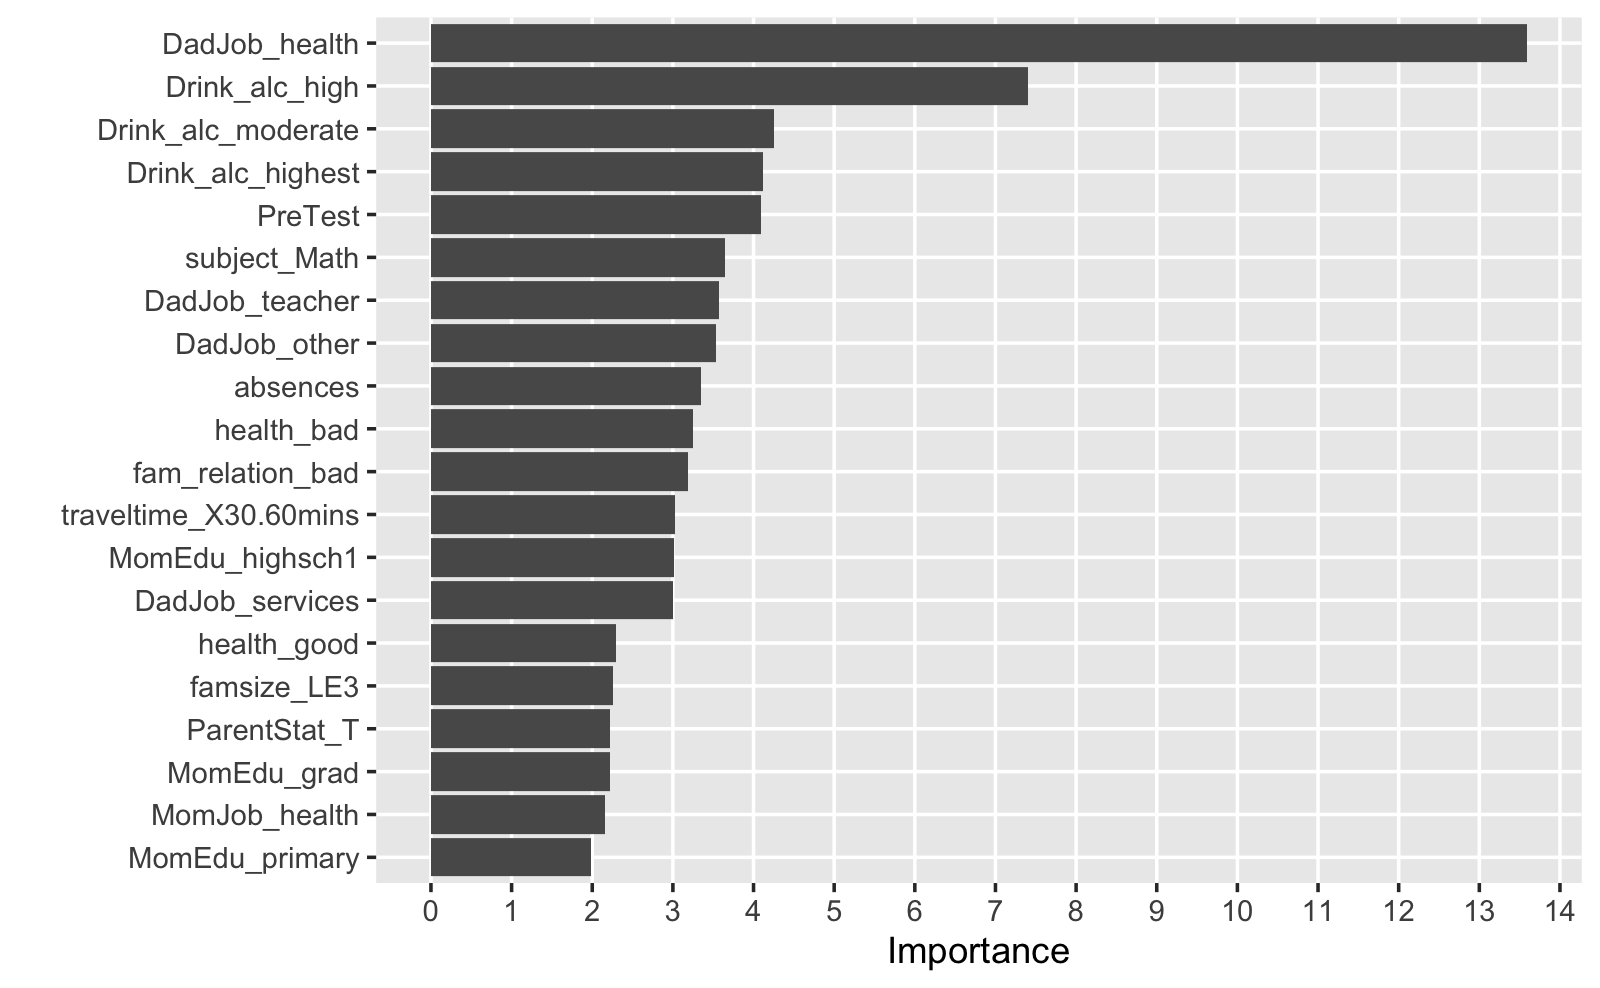 DadJob_health
Drink_alc_high
Drink_alc_moderate
Drink_alc_highest
PreTest
subject_Math
DadJob_teacher
DadJob_other
absences
health_bad
fam_relation_bad
traveltime_X30.60mins
MomEdu_highsch1
DadJob_services
health_good
famsize_LE3
ParentStat_T
MomEdu_grad
MomJob_health
MomEdu_primary
0 1 2 3 4 5 6 7 8 9 10 11 12 13 14
Importance